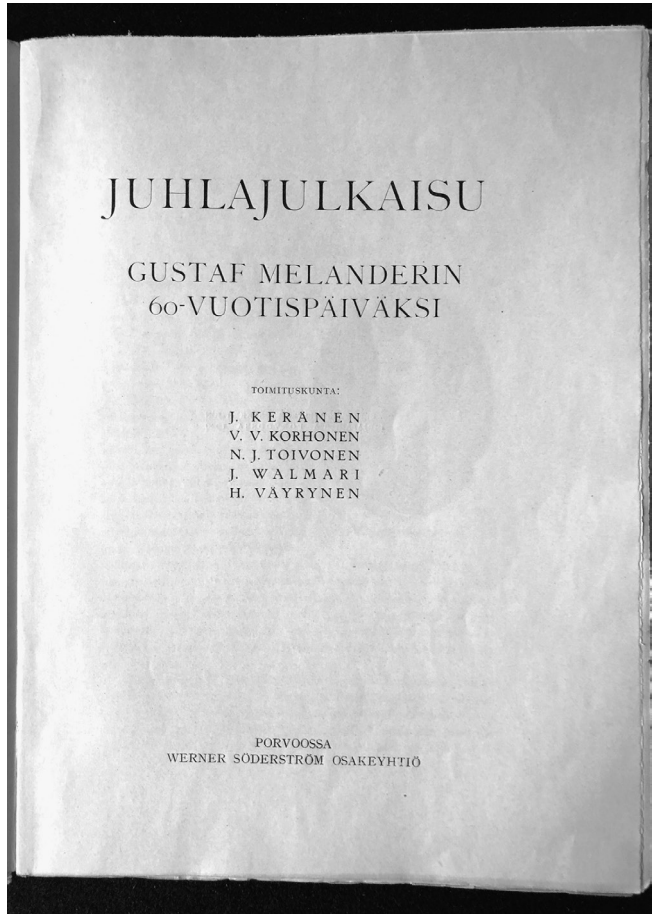 JUHLAJULKAISU
GUSTAF MELANDERIN
60-VUOTISPÄIVÄKSI
TOIMITUSKUNTA:
J. KERÄNEN
V. V. KORHONEN
N. J. TOIVONEN
J. WALMARI
H. VÄYRYNEN
PORVOOSSA
WERNER SÖDERSTRÖM OSAKEYHTIÖ